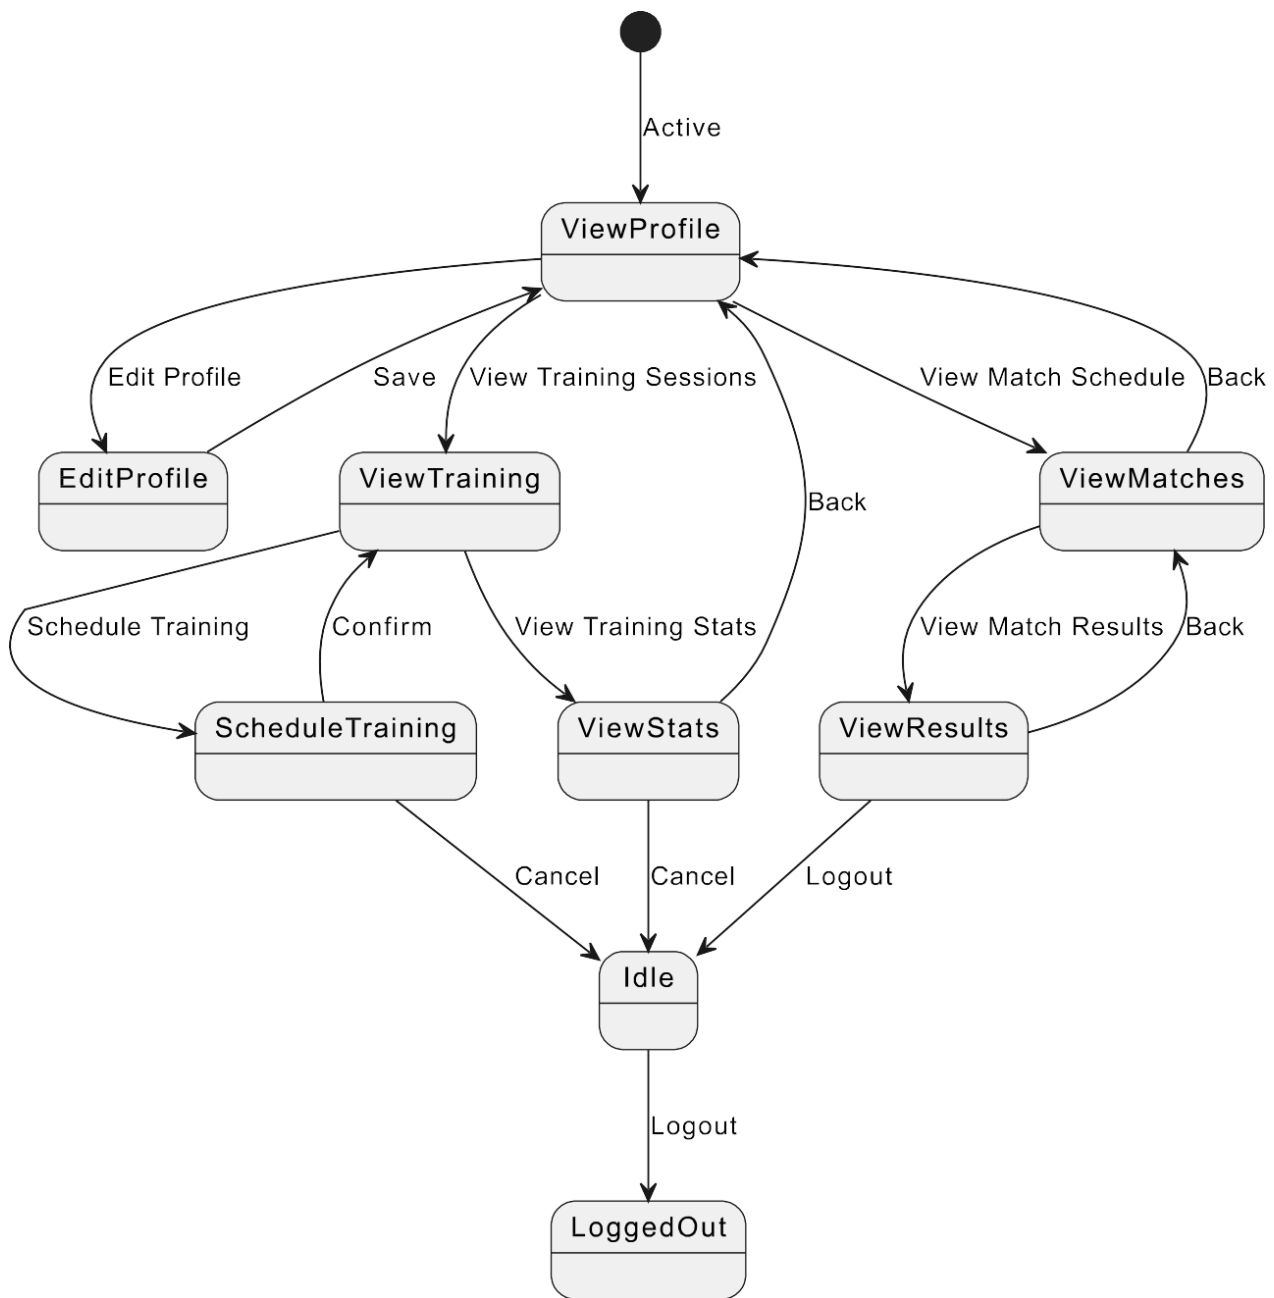 Active
ViewProfile
Edit Profile
Save
View Training Sessions
View Match Schedule
Back
EditProfile
ViewTraining
ViewMatches
Back
Schedule Training
Confirm
View Training Stats
View Match Results
Back
ScheduleTraining
ViewStats
ViewResults
Cancel
Cancel
Logout
Idle
Logout
LoggedOut